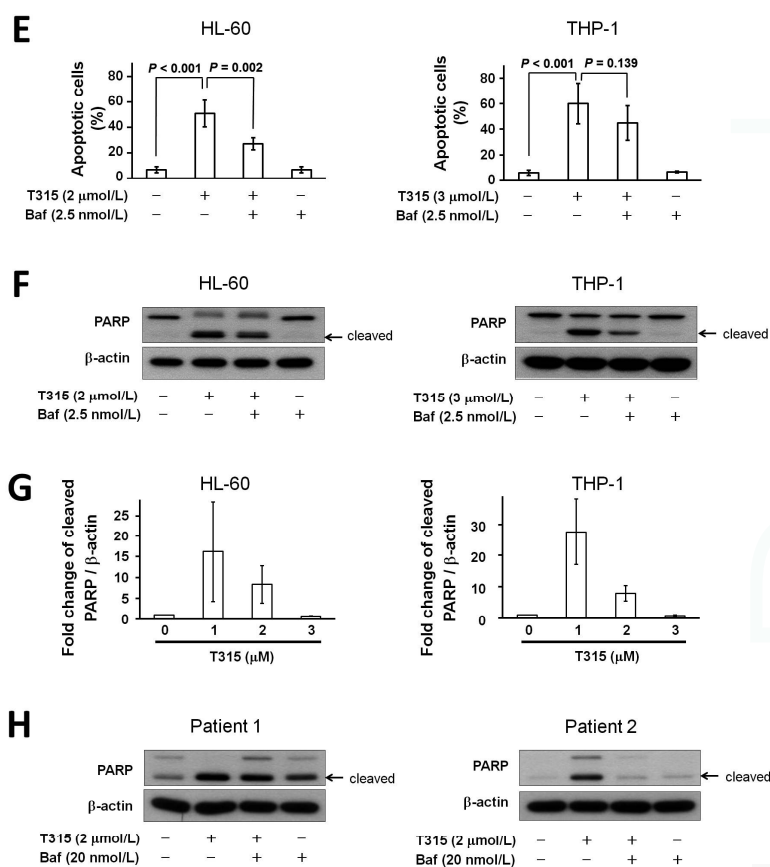 E
HL-60
P < 0.001
P = 0.002
Apoptotic cells
(%)
80
60
40
20
0
T315 (2 μmol/L) – + + –
Baf (2.5 nmol/L) – – + +
THP-1
P < 0.001
P = 0.139
Apoptotic cells
(%)
80
60
40
20
0
T315 (3 μmol/L) – + + –
Baf (2.5 nmol/L) – – + +
F
HL-60
PARP
cleaved
β-actin
T315 (2 μmol/L) – + + –
Baf (2.5 nmol/L) – – + +
THP-1
PARP
cleaved
β-actin
T315 (3 μmol/L) – + + –
Baf (2.5 nmol/L) – – + +
G
HL-60
Fold change of cleaved
PARP / β-actin
25
20
15
10
5
0
0 1 2 3
T315 (μM)
THP-1
Fold change of cleaved
PARP / β-actin
30
20
10
0
0 1 2 3
T315 (μM)
H
Patient 1
PARP
cleaved
β-actin
T315 (2 μmol/L) – + + –
Baf (20 nmol/L) – – + +
Patient 2
PARP
cleaved
β-actin
T315 (2 μmol/L) – + + –
Baf (20 nmol/L) – – + +